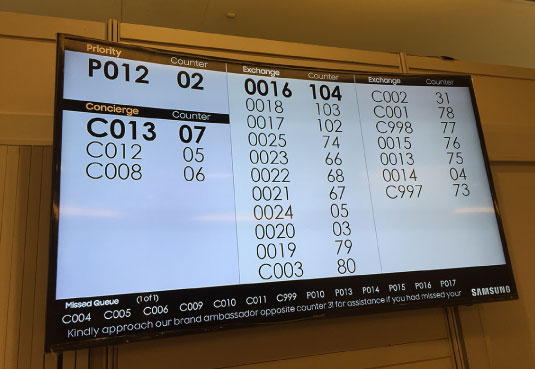 Priority Counter
P012 02
Concierge Counter
C013 07
C012 05
C008 06
Exchange Counter
0016 104
0018 103
0017 102
0025 74
0023 66
0022 68
0021 67
0024 05
0020 03
0019 79
C003 80
Exchange Counter
C002 31
C001 78
C998 77
0015 76
0013 75
0014 04
C997 73
Missed Queue (1 of 1)
C004 C005 C006 C009 C010 C011 C999 P010 P013 P014 P015 P016 P017
Kindly approach our brand ambassador opposite counter 31 for assistance if you had missed your
SAMSUNG